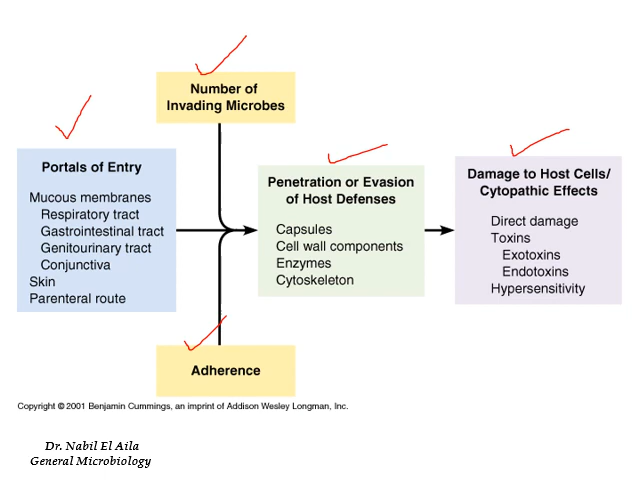 Number of
Invading Microbes
Portals of Entry
Mucous membranes
Respiratory tract
Gastrointestinal tract
Genitourinary tract
Conjunctiva
Skin
Parenteral route
Penetration or Evasion
of Host Defenses
Capsules
Cell wall components
Enzymes
Cytoskeleton
Damage to Host Cells/
Cytopathic Effects
Direct damage
Toxins
Exotoxins
Endotoxins
Hypersensitivity
Adherence
Copyright © 2001 Benjamin Cummings, an imprint of Addison Wesley Longman, Inc.
Dr. Nabil El Aila
General Microbiology